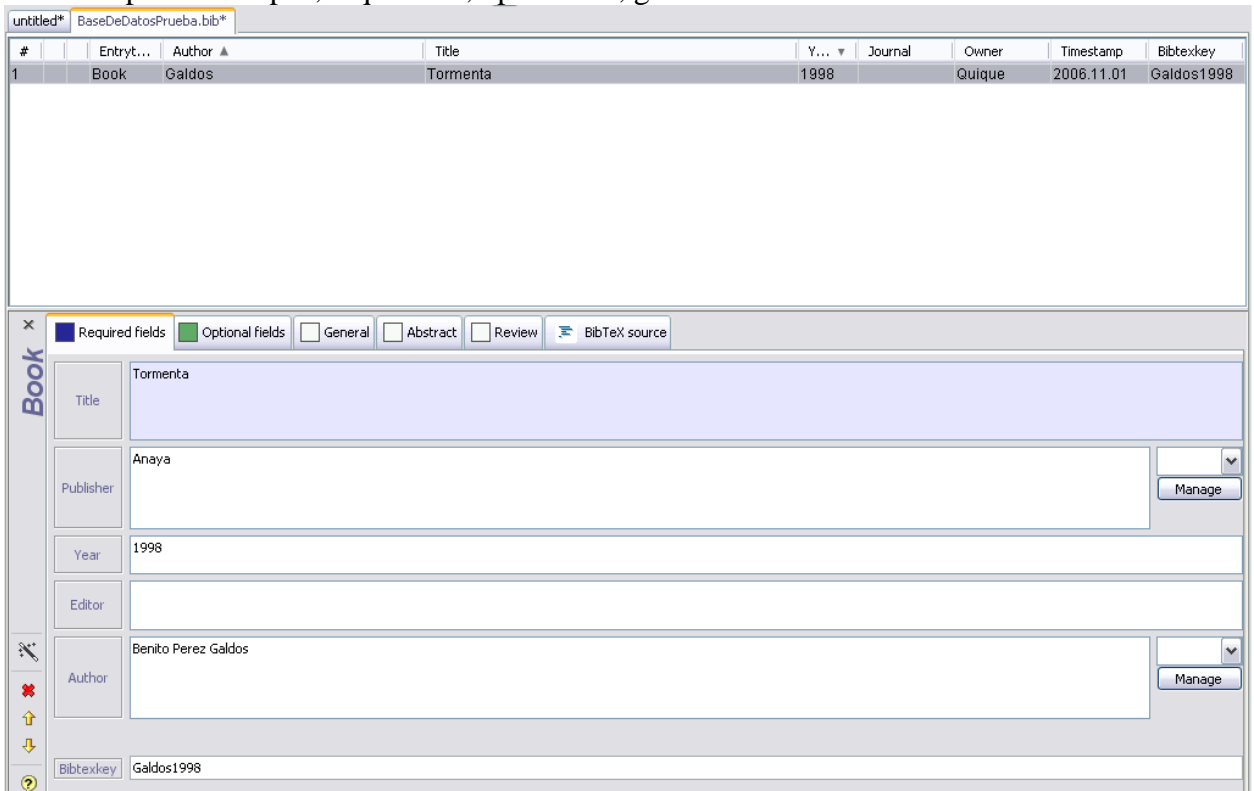 untitled* BaseDeDatosPrueba.bib*
# Entryt... Author Title Y... Journal Owner Timestamp Bibtexkey
1 Book Galdos Tormenta 1998 Quique 2006.11.01 Galdos1998
Required fields Optional fields General Abstract Review BibTeX source
Book
Title Tormenta
Publisher Anaya
Manage
Year 1998
Editor
Author Benito Perez Galdos
Manage
Bibtexkey Galdos1998